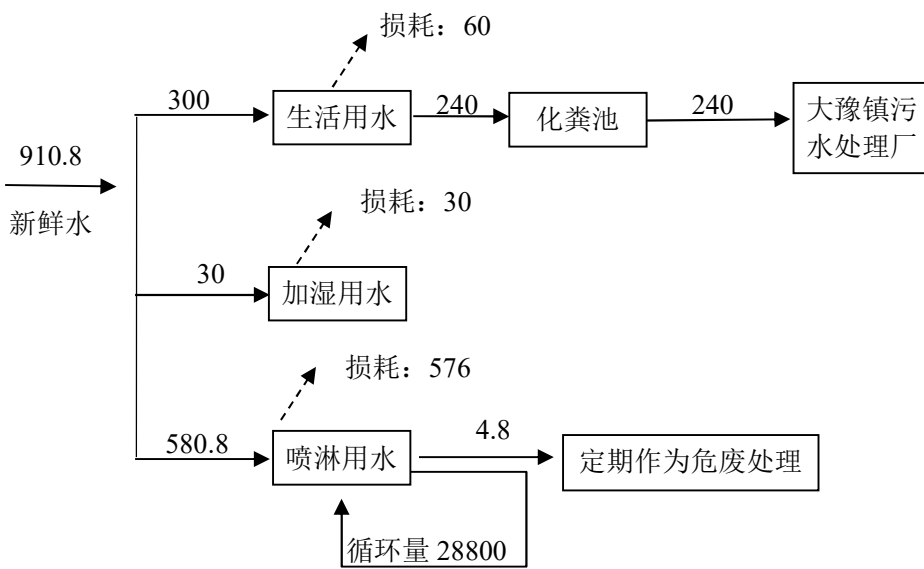 损耗：60
300
生活用水
240
化粪池
240
大豫镇污
水处理厂
910.8
新鲜水
损耗：30
30
加湿用水
损耗：576
580.8
喷淋用水
4.8
定期作为危废处理
循环量 28800